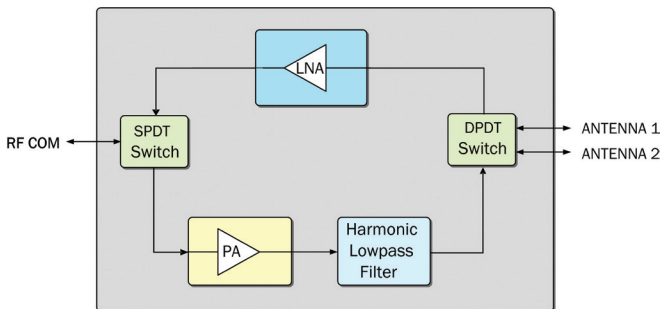 LNA
SPDT
Switch
DPDT
Switch
RF COM
ANTENNA 1
ANTENNA 2
PA
Harmonic
Lowpass
Filter